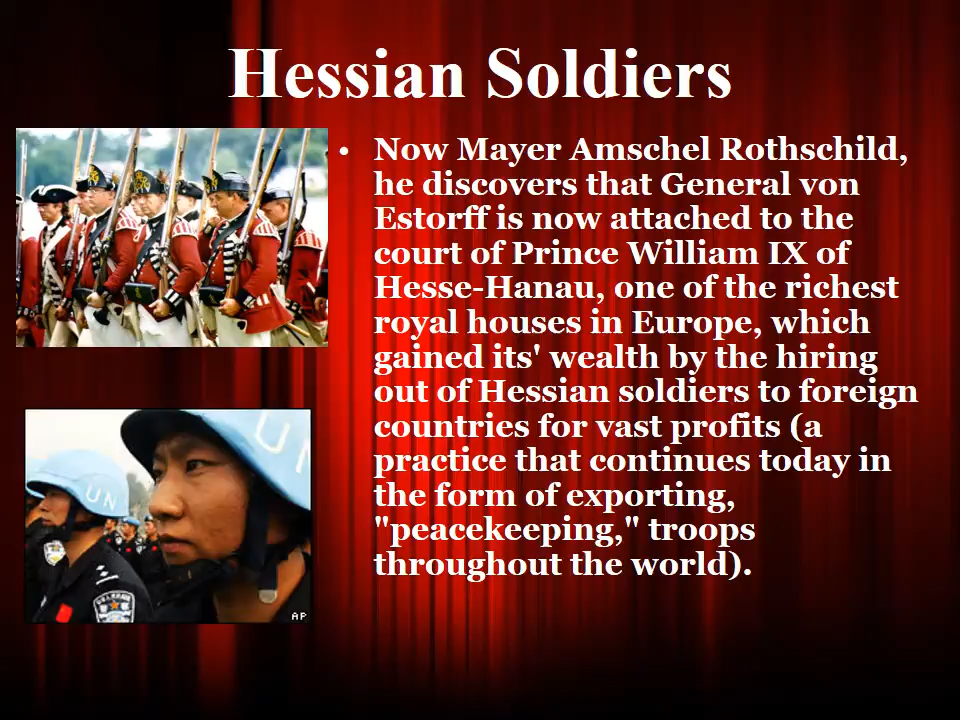 Hessian Soldiers
• Now Mayer Amschel Rothschild,
he discovers that General von
Estorff is now attached to the
court of Prince William IX of
Hesse-Hanau, one of the richest
royal houses in Europe, which
gained its' wealth by the hiring
out of Hessian soldiers to foreign
countries for vast profits (a
practice that continues today in
the form of exporting,
"peacekeeping," troops
throughout the world).
UN
UN
AP